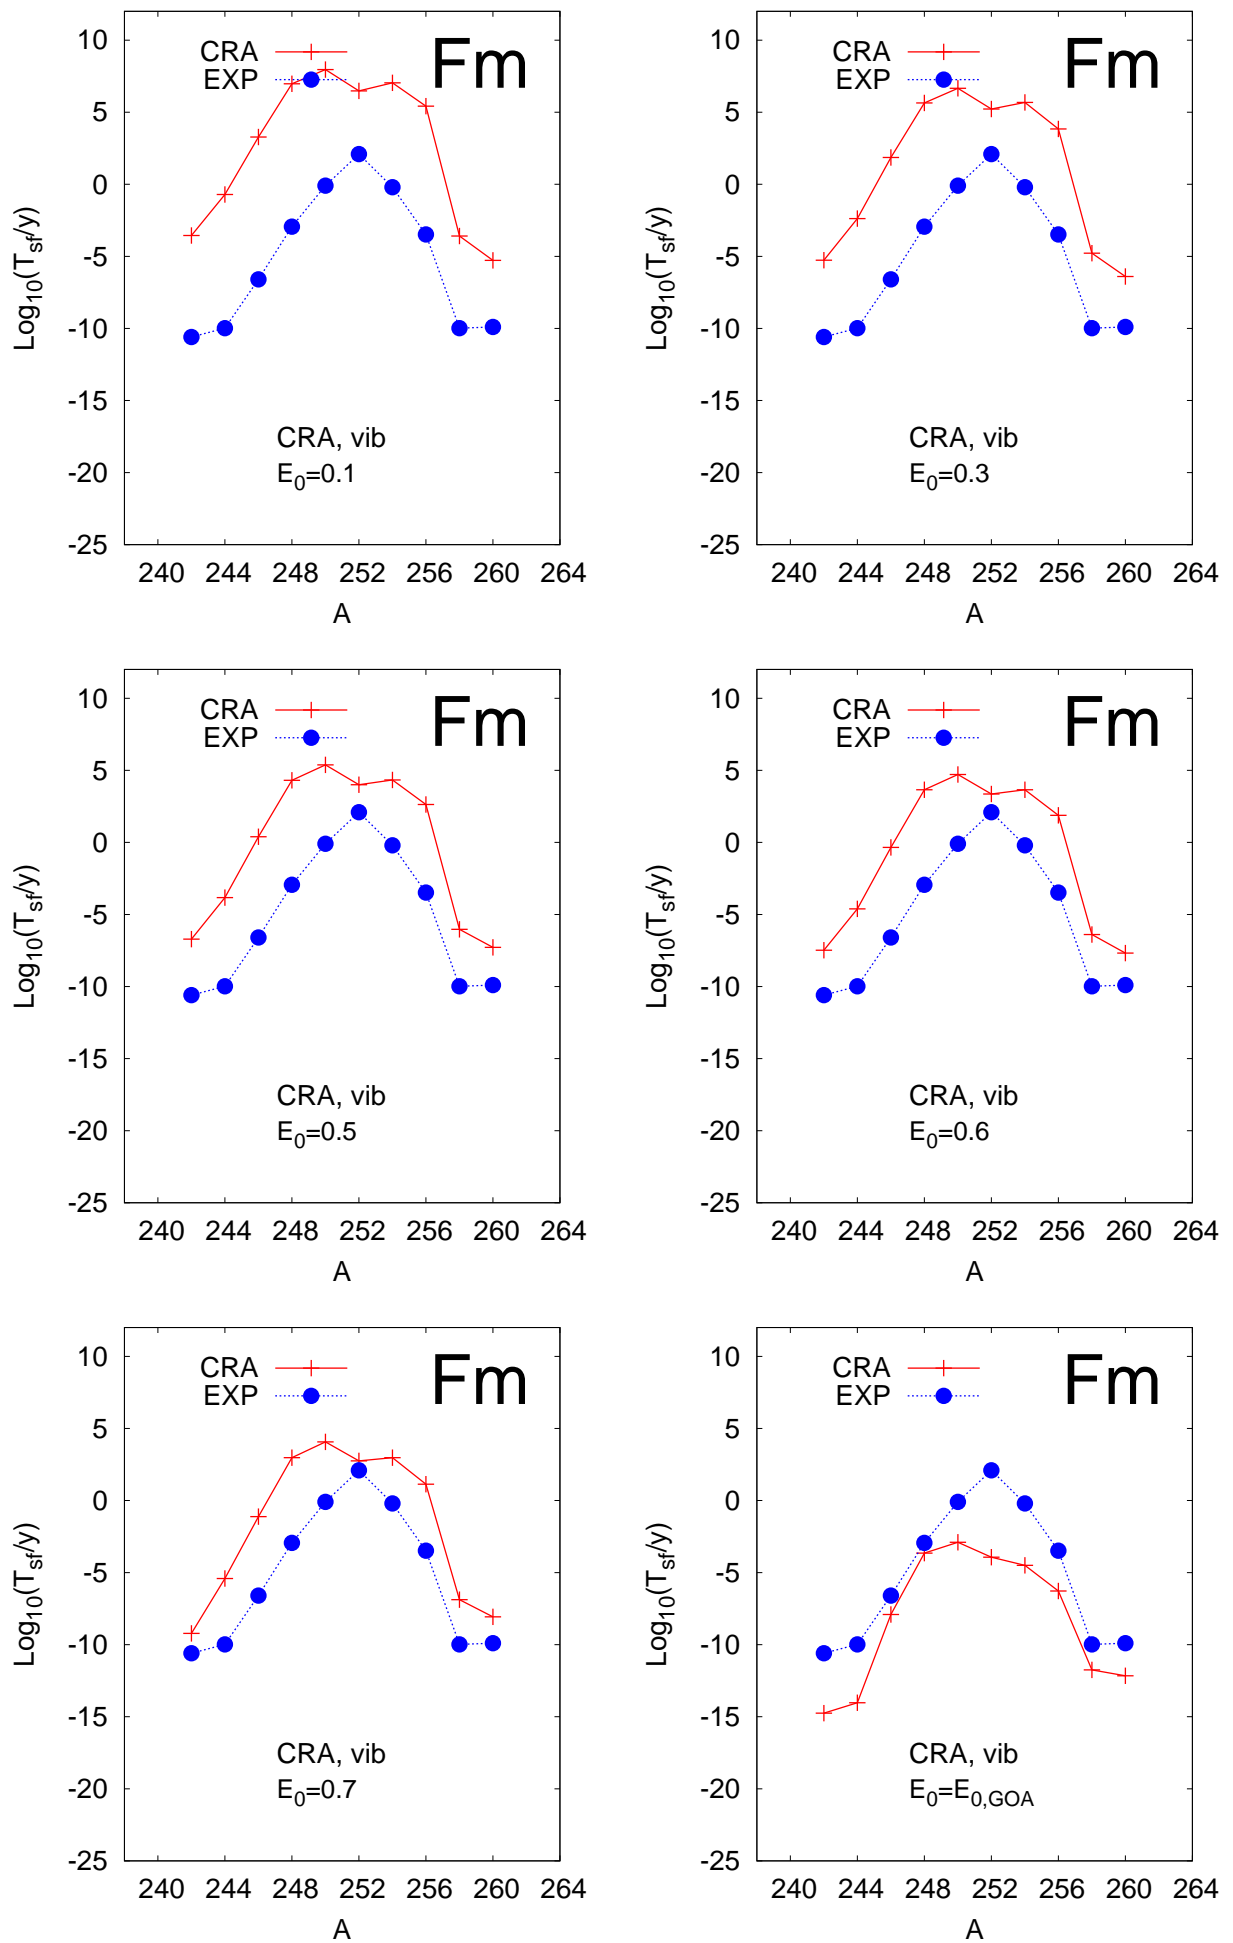 10
5
0
-5
-10
-15
-20
-25
240 244 248 252 256 260 264
Log10(Tsf/y)
A
CRA
EXP
Fm
CRA, vib
E0=0.1
10
5
0
-5
-10
-15
-20
-25
240 244 248 252 256 260 264
Log10(Tsf/y)
A
CRA
EXP
Fm
CRA, vib
E0=0.3
10
5
0
-5
-10
-15
-20
-25
240 244 248 252 256 260 264
Log10(Tsf/y)
A
CRA
EXP
Fm
CRA, vib
E0=0.5
10
5
0
-5
-10
-15
-20
-25
240 244 248 252 256 260 264
Log10(Tsf/y)
A
CRA
EXP
Fm
CRA, vib
E0=0.6
10
5
0
-5
-10
-15
-20
-25
240 244 248 252 256 260 264
Log10(Tsf/y)
A
CRA
EXP
Fm
CRA, vib
E0=0.7
10
5
0
-5
-10
-15
-20
-25
240 244 248 252 256 260 264
Log10(Tsf/y)
A
CRA
EXP
Fm
CRA, vib
E0=E0,GOA